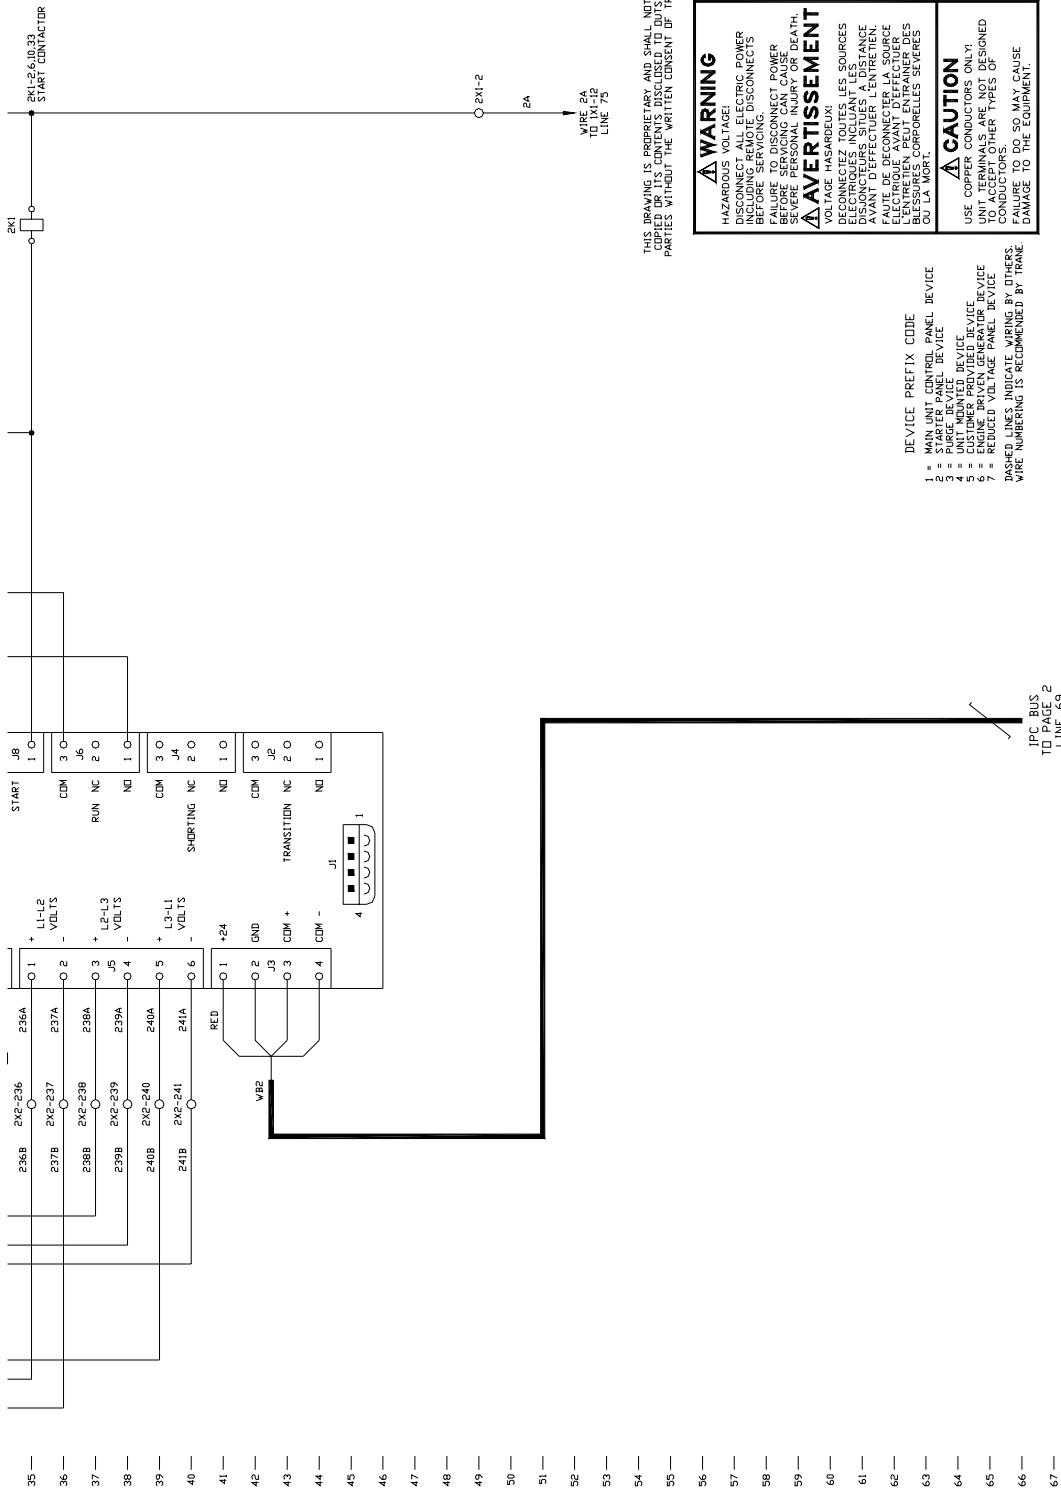 2K1-2,6,10,33
START CONTACTOR
2K1
2X1-2
2A
WIRE 2A
TO 1X1-12
LINE 75
THIS DRAWING IS PROPRIETARY AND SHALL NOT
COPIED OR ITS CONTENTS DISCLOSED TO
PARTIES WITHOUT THE WRITTEN CONSENT OF
WARNING
HAZARDOUS VOLTAGE!
DISCONNECT ALL ELECTRIC POWER
INCLUDING REMOTE DISCONNECTS
BEFORE SERVICING.
FAILURE TO DISCONNECT POWER
BEFORE SERVICING CAN CAUSE
SEVERE PERSONAL INJURY OR DEATH.
AVERTISSEMENT
VOLTAGE HASARDEUX!
DECONNECTEZ TOUTES LES SOURCES
ELECTRIQUES INCLUANT LES
DISJONCTEURS SITUES A DISTANCE
AVANT D'EFFECTUER L'ENTRETIEN.
FAUTE DE DECONNECTER LA SOURCE
ELECTRIQUE AVANT D'EFFECTUER
L'ENTRETIEN PEUT ENTRAINER DES
BLESSURES CORPORELLES SEVERES
OU LA MORT.
CAUTION
USE COPPER CONDUCTORS ONLY!
UNIT TERMINALS ARE NOT DESIGNED
TO ACCEPT OTHER TYPES OF
CONDUCTORS.
FAILURE TO DO SO MAY CAUSE
DAMAGE TO THE EQUIPMENT.
DEVICE PREFIX CODE
1 = MAIN UNIT CONTROL PANEL DEVICE
2 = STARTER PANEL DEVICE
3 = PURGE DEVICE
4 = UNIT MOUNTED DEVICE
5 = CUSTOMER PROVIDED DEVICE
6 = ENGINE DRIVEN GENERATOR DEVICE
7 = REDUCED VOLTAGE PANEL DEVICE
DASHED LINES INDICATE WIRING BY OTHERS.
WIRE NUMBERING IS RECOMMENDED BY TRANE.
START
J8
1
COM 3
RUN NC 2
NO 1
J6
COM 3
SHORTING NC 2
NO 1
J4
COM 3
TRANSITION NC 2
NO 1
J2
J1
4
1
1 +
L1-L2
VOLTS
2 -
3 +
L2-L3
VOLTS
4 -
5 +
L3-L1
VOLTS
6 -
J5
1 +24
2 GND
3 COM +
4 COM -
J3
236B 2X2-236 236A
237B 2X2-237 237A
238B 2X2-238 238A
239B 2X2-239 239A
240B 2X2-240 240A
241B 2X2-241 241A
RED
WB2
IPC BUS
TO PAGE 2
LINE 69
35
36
37
38
39
40
41
42
43
44
45
46
47
48
49
50
51
52
53
54
55
56
57
58
59
60
61
62
63
64
65
66
67